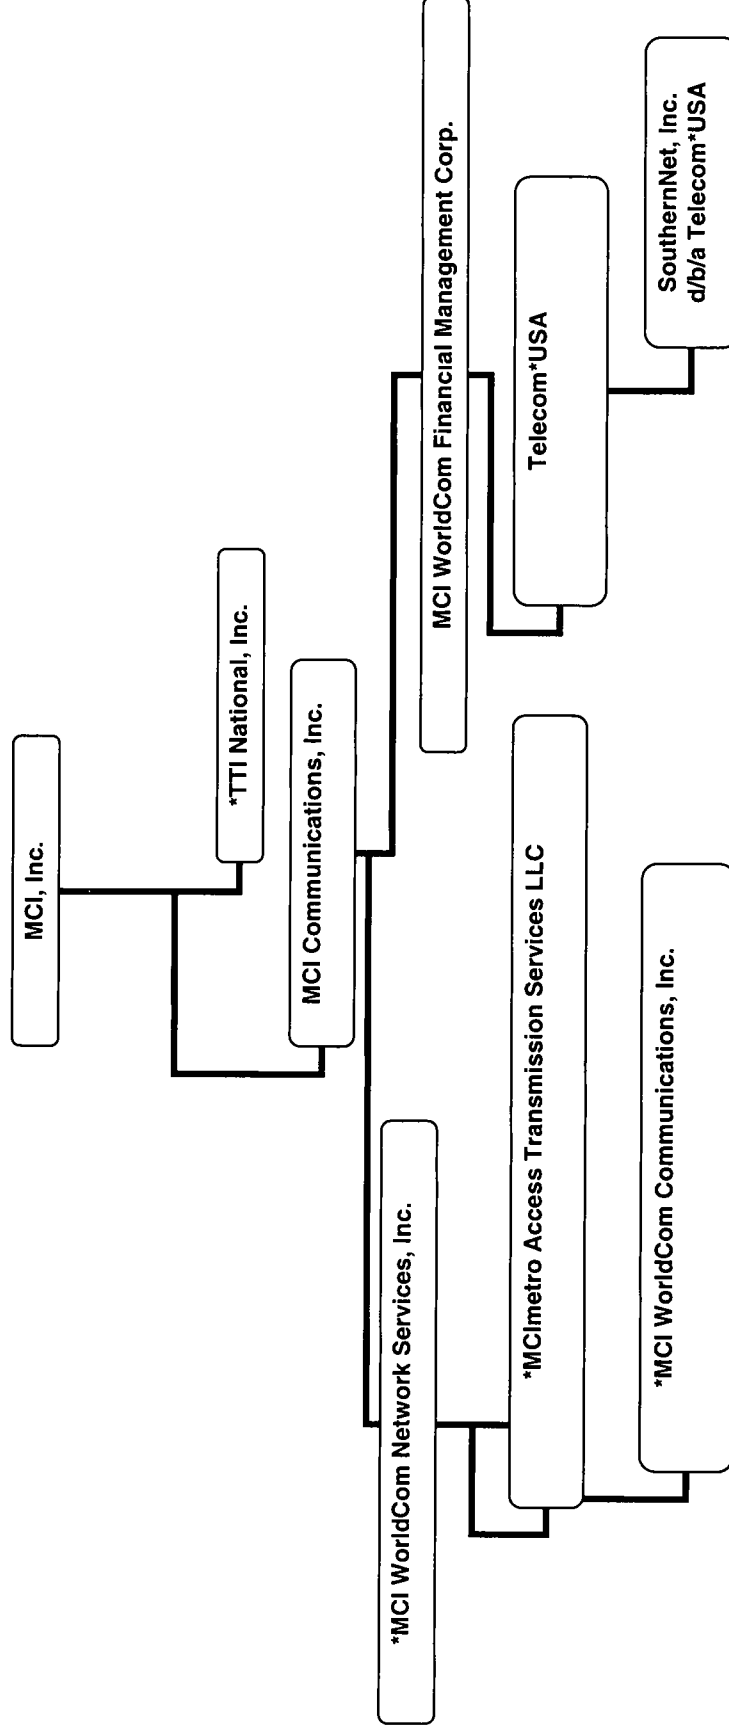 MCI, Inc.
*TTI National, Inc.
MCI Communications, Inc.
*MCI WorldCom Network Services, Inc.
MCI WorldCom Financial Management Corp.
*MCImetro Access Transmission Services LLC
Telecom*USA
*MCI WorldCom Communications, Inc.
SouthernNet, Inc.
d/b/a Telecom*USA